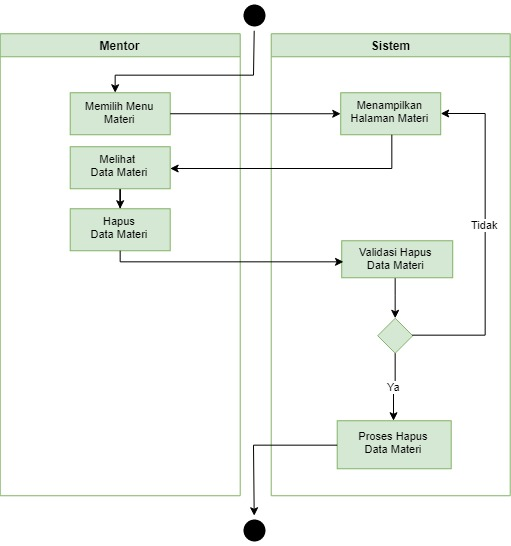 Mentor
Sistem
Memilih Menu
Materi
Menampilkan
Halaman Materi
Melihat
Data Materi
Hapus
Data Materi
Tidak
Validasi Hapus
Data Materi
Ya
Proses Hapus
Data Materi